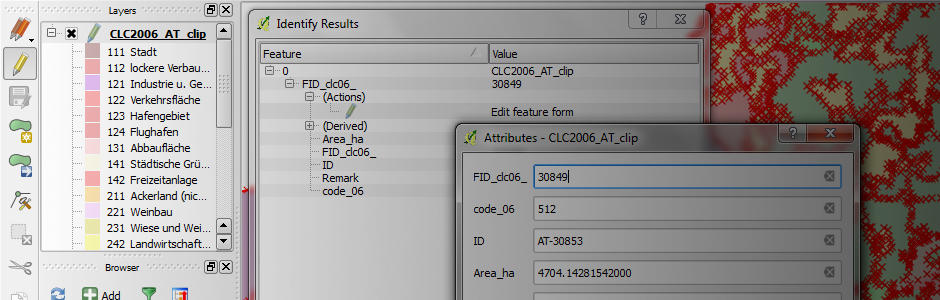 Layers
CLC2006_AT_clip
111 Stadt
112 lockere Verbau...
121 Industrie u. Ge...
122 Verkehrsfläche
123 Hafengebiet
124 Flughafen
131 Abbaufläche
141 Städtische Grü...
142 Freizeitanlage
211 Ackerland (nic...
221 Weinbau
231 Wiese und Wei...
242 Landwirtschaft...
Browser
Add
Identify Results
Feature Value
0 CLC2006_AT_clip
FID_clc06_ 30849
(Actions)
Edit feature form
(Derived)
Area_ha
FID_clc06_
ID
Remark
code_06
Attributes - CLC2006_AT_clip
FID_clc06_ 30849
code_06 512
ID AT-30853
Area_ha 4704.14281542000